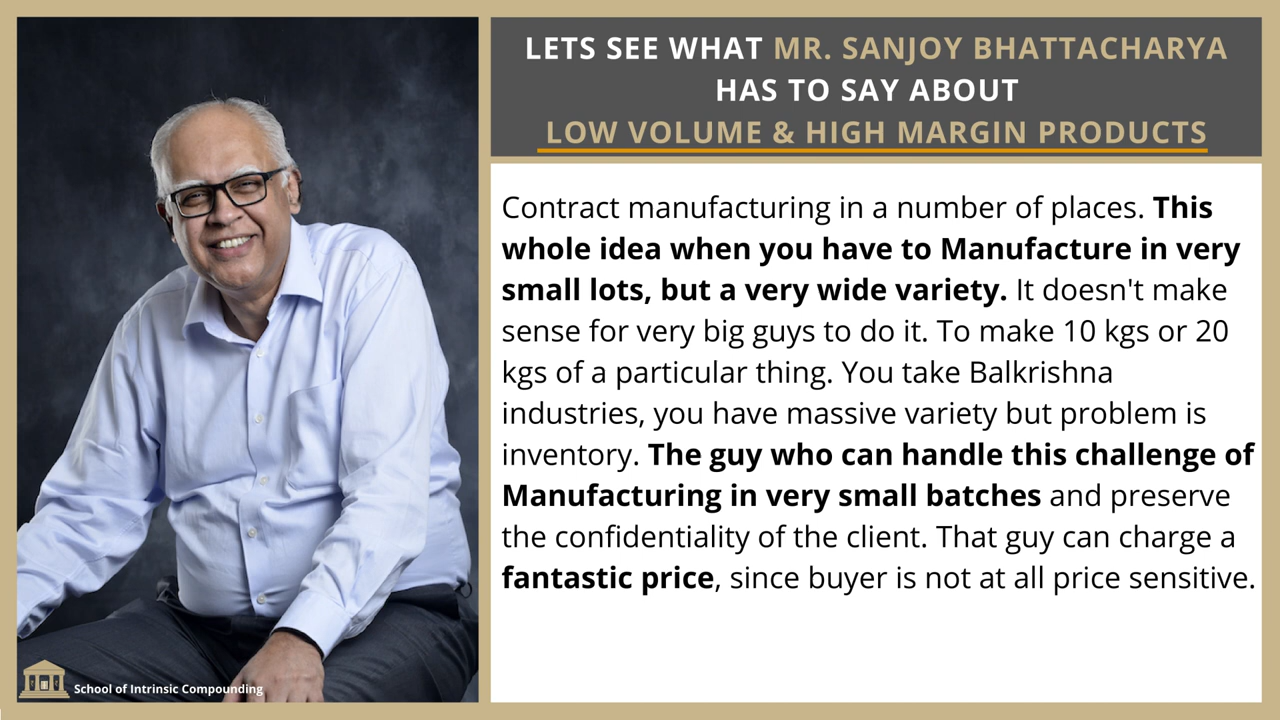 LETS SEE WHAT MR. SANJOY BHATTACHARYA
HAS TO SAY ABOUT
LOW VOLUME & HIGH MARGIN PRODUCTS
Contract manufacturing in a number of places. This
whole idea when you have to Manufacture in very
small lots, but a very wide variety. It doesn't make
sense for very big guys to do it. To make 10 kgs or 20
kgs of a particular thing. You take Balkrishna
industries, you have massive variety but problem is
inventory. The guy who can handle this challenge of
Manufacturing in very small batches and preserve
the confidentiality of the client. That guy can charge a
fantastic price, since buyer is not at all price sensitive.
School of Intrinsic Compounding